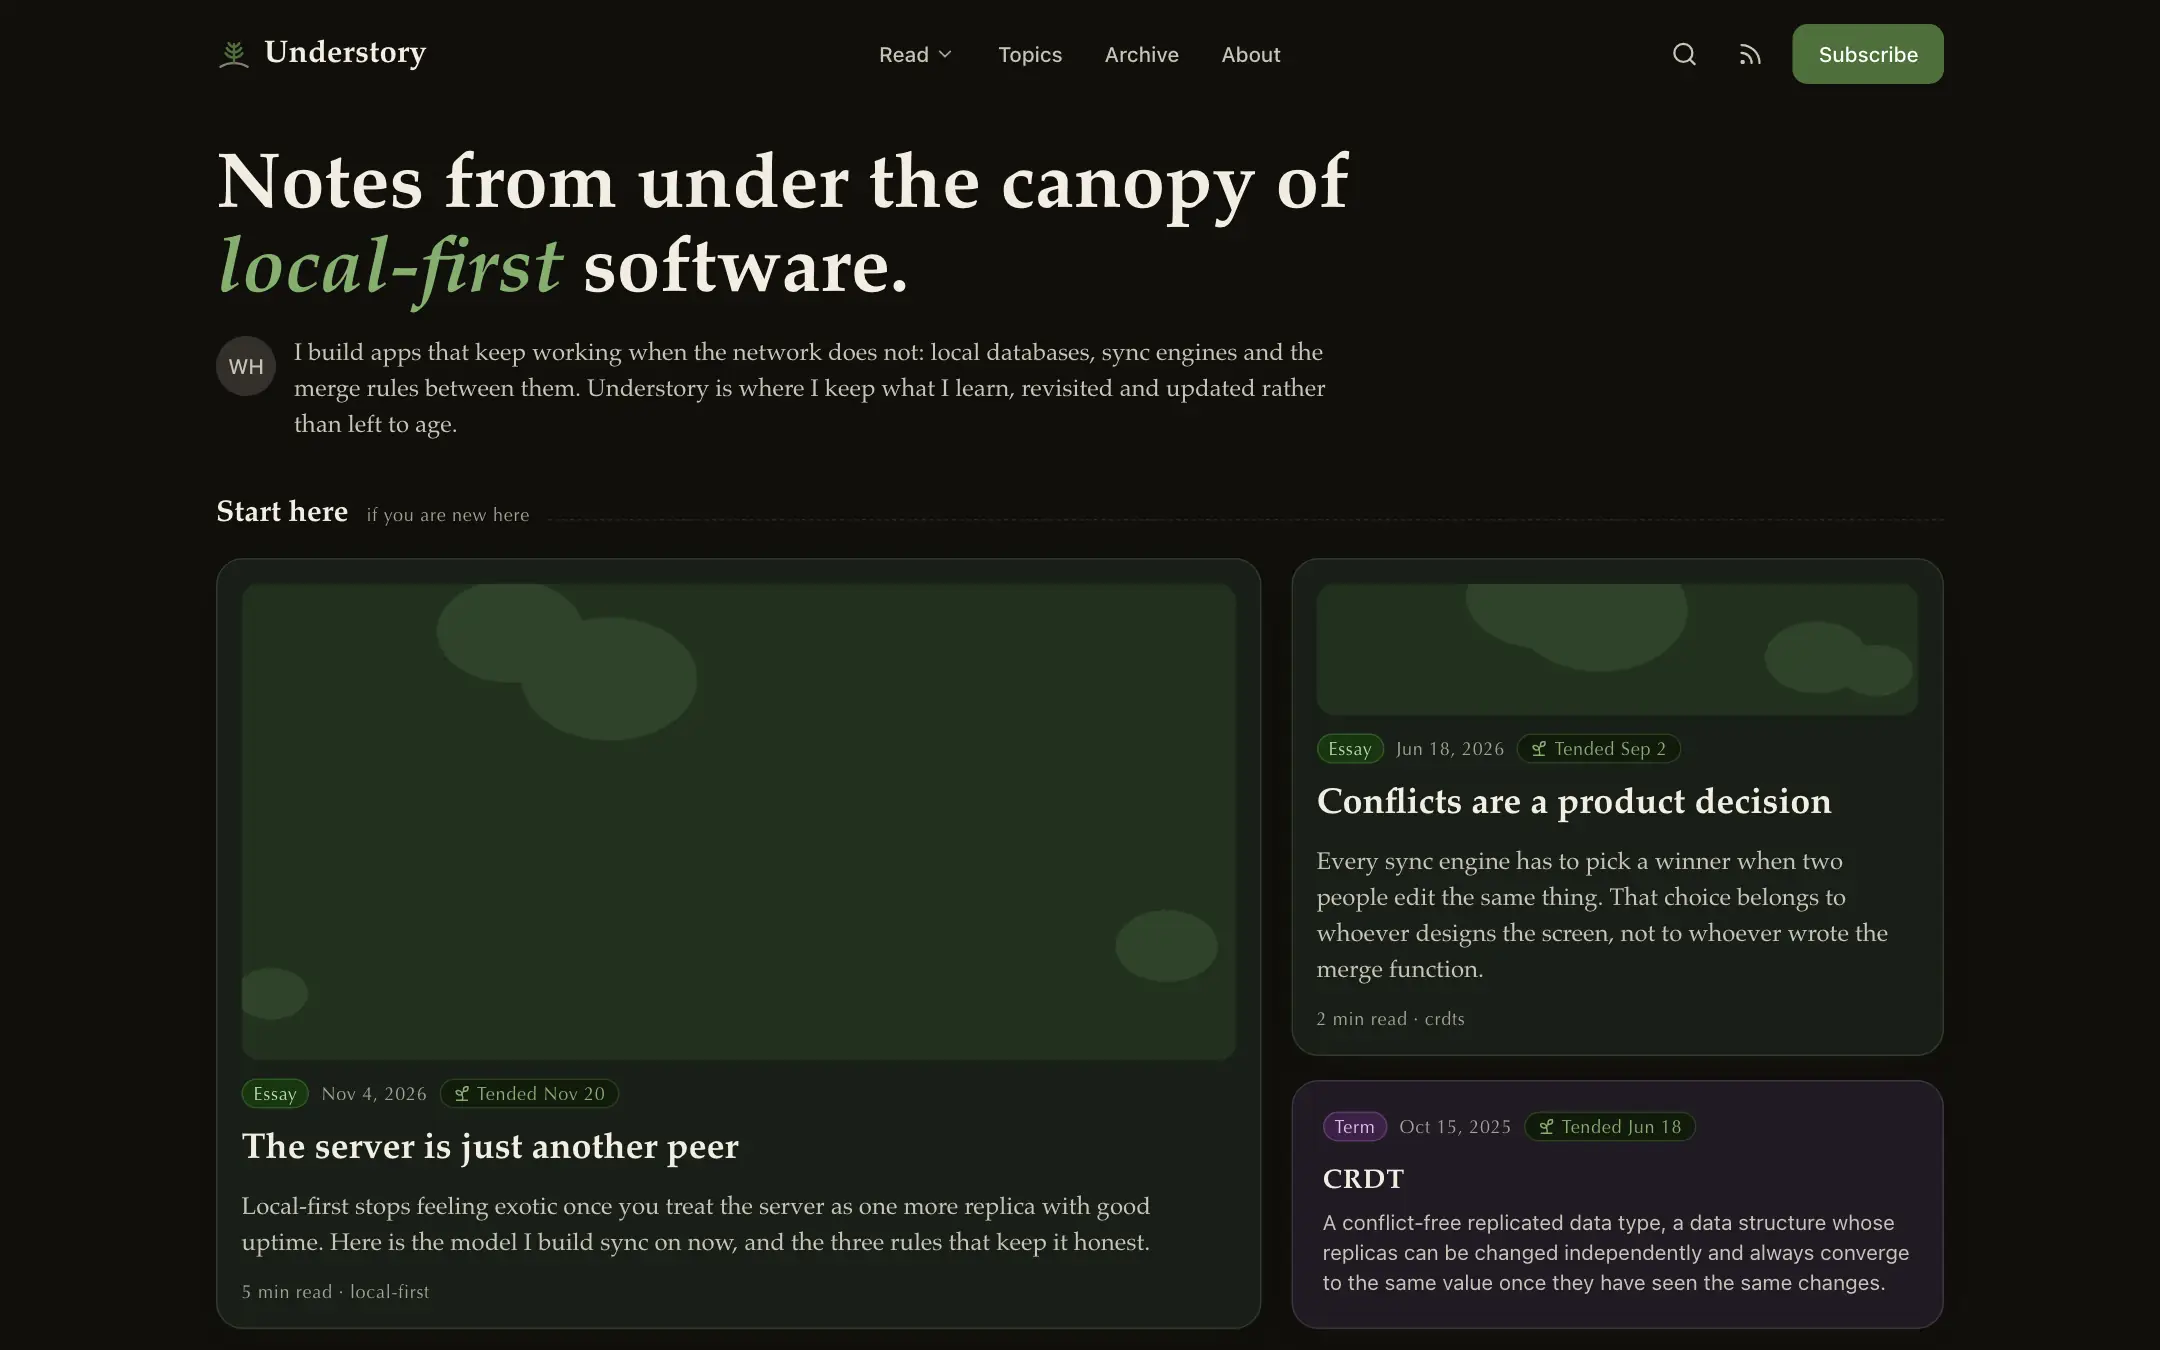 Understory
Read
Topics
Archive
About
Subscribe
Notes from under the canopy of
local-first software.
WH
I build apps that keep working when the network does not: local databases, sync engines and the
merge rules between them. Understory is where I keep what I learn, revisited and updated rather
than left to age.
Start here if you are new here
Essay Nov 4, 2026 Tended Nov 20
The server is just another peer
Local-first stops feeling exotic once you treat the server as one more replica with good
uptime. Here is the model I build sync on now, and the three rules that keep it honest.
5 min read · local-first
Essay Jun 18, 2026 Tended Sep 2
Conflicts are a product decision
Every sync engine has to pick a winner when two
people edit the same thing. That choice belongs to
whoever designs the screen, not to whoever wrote the
merge function.
2 min read · crdts
Term Oct 15, 2025 Tended Jun 18
CRDT
A conflict-free replicated data type, a data structure whose
replicas can be changed independently and always converge
to the same value once they have seen the same changes.